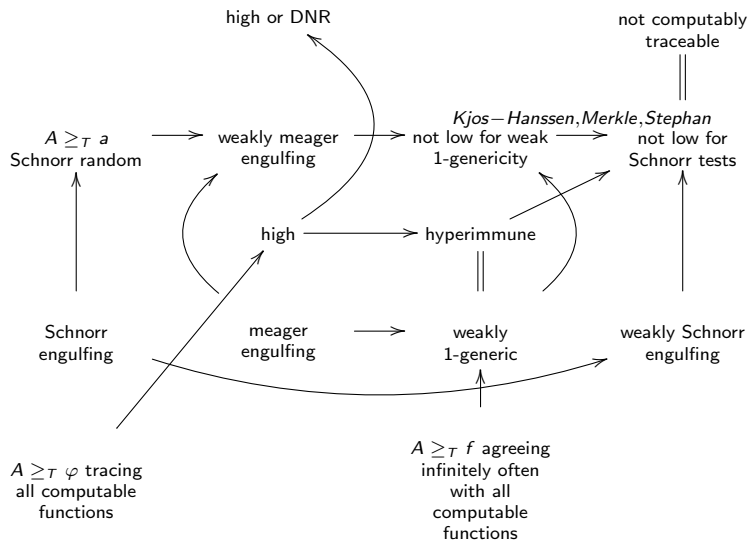 high or DNR
not computably
traceable
Kjos−Hanssen,Merkle,Stephan
A ≥T a
Schnorr random
weakly meager
engulfing
not low for weak
1-genericity
not low for
Schnorr tests
high
hyperimmune
Schnorr
engulfing
meager
engulfing
weakly
1-generic
weakly Schnorr
engulfing
A ≥T φ tracing
all computable
functions
A ≥T f agreeing
infinitely often
with all
computable
functions